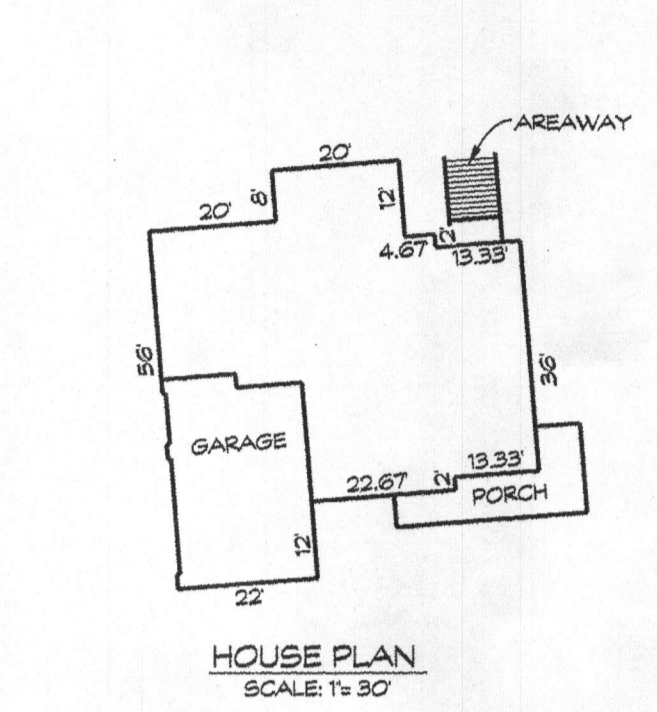 AREAWAY
20'
8'
12'
20'
2'
4.67'
13.33'
56'
36'
GARAGE
13.33'
22.67'
2'
PORCH
12'
22'
HOUSE PLAN
SCALE: 1"= 30'